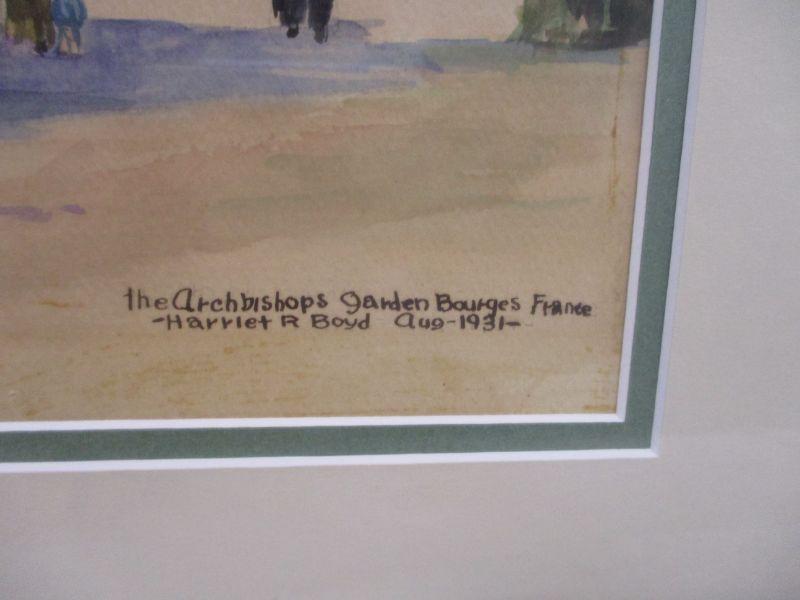 the Archbishops garden Bourges France
-Harriet R Boyd Aug-1931-